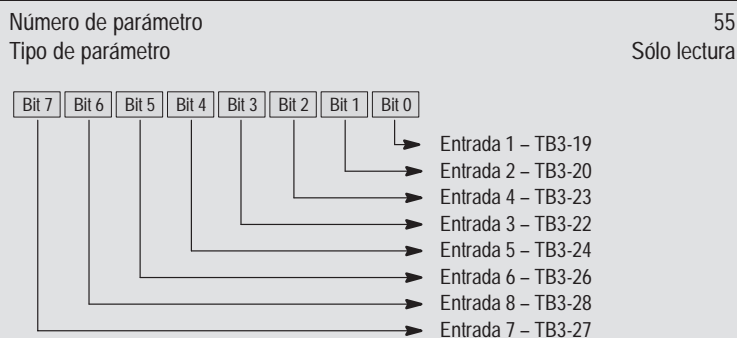 Número de parámetro 55
Tipo de parámetro Sólo lectura
Bit 7 Bit 6 Bit 5 Bit 4 Bit 3 Bit 2 Bit 1 Bit 0
Entrada 1 – TB3-19
Entrada 2 – TB3-20
Entrada 4 – TB3-23
Entrada 3 – TB3-22
Entrada 5 – TB3-24
Entrada 6 – TB3-26
Entrada 8 – TB3-28
Entrada 7 – TB3-27